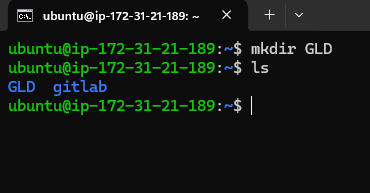 ubuntu@ip-172-31-21-189: ~
ubuntu@ip-172-31-21-189:~$ mkdir GLD
ubuntu@ip-172-31-21-189:~$ ls
GLD  gitlab
ubuntu@ip-172-31-21-189:~$